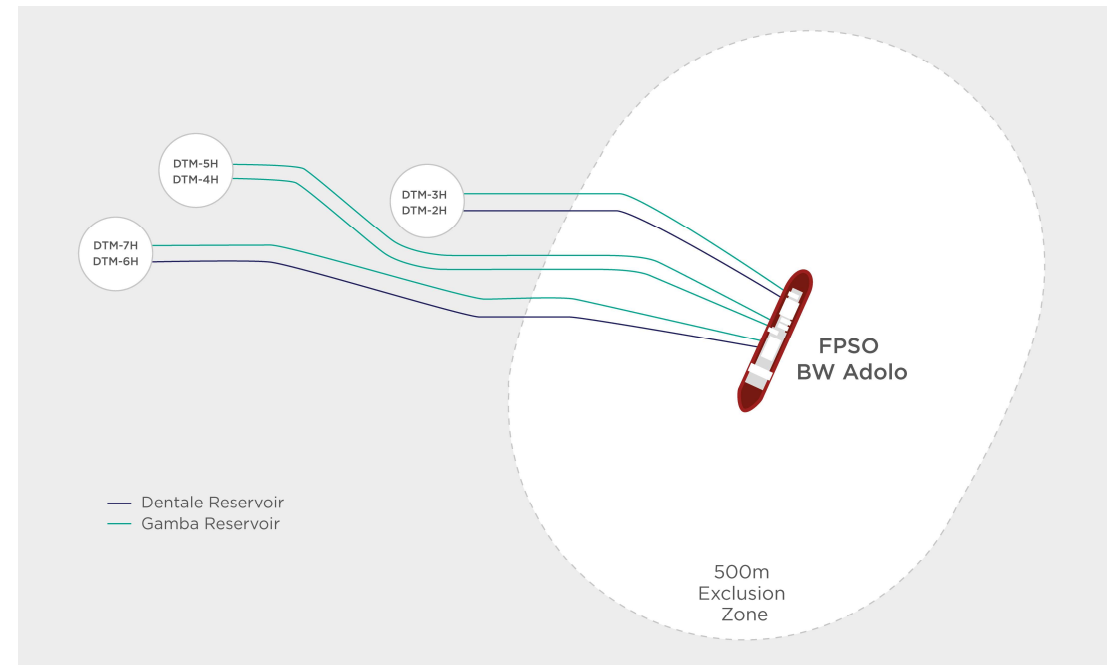 DTM-5H
DTM-4H
DTM-3H
DTM-2H
DTM-7H
DTM-6H
FPSO
BW Adolo
Dentale Reservoir
Gamba Reservoir
500m
Exclusion
Zone